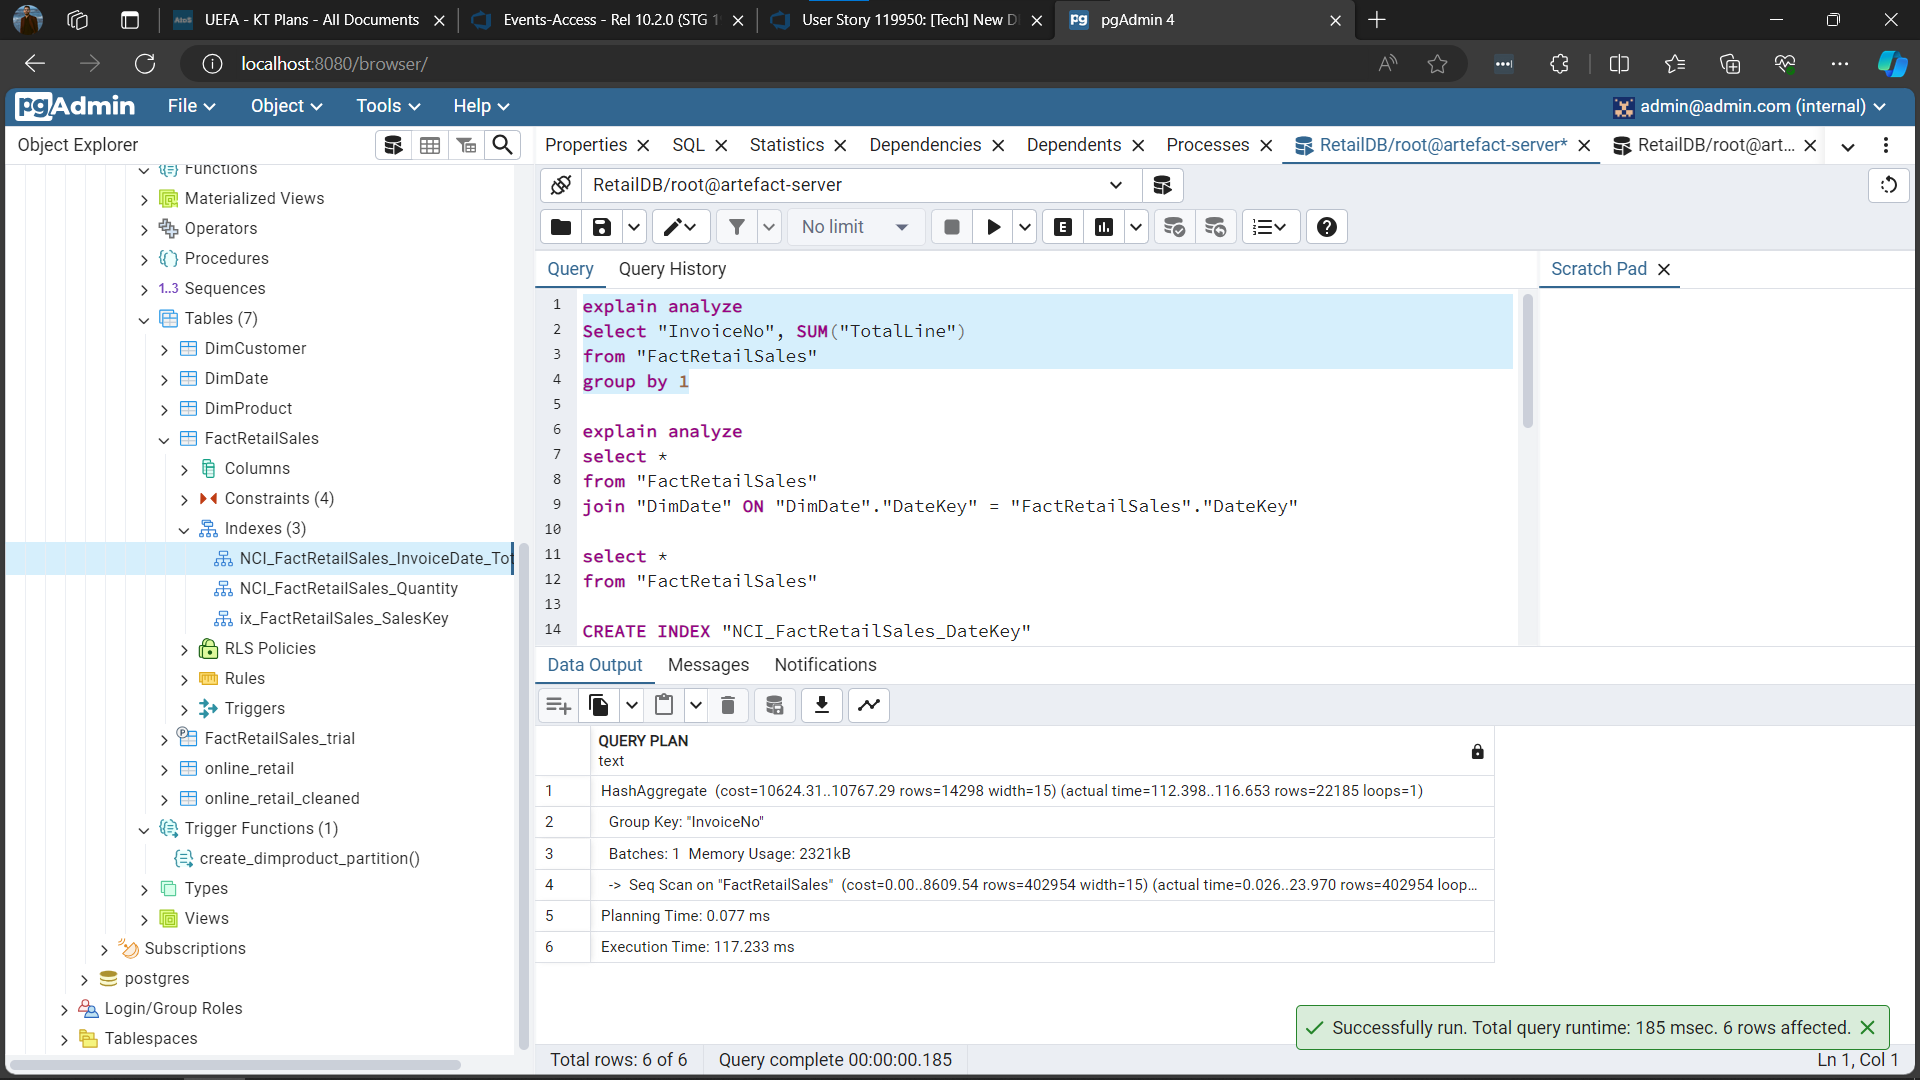 UEFA - KT Plans - All Documents
Events-Access - Rel 10.2.0 (STG 1
User Story 119950: [Tech] New D
pgAdmin 4
localhost:8080/browser/
pgAdmin
File
Object
Tools
Help
admin@admin.com (internal)
Object Explorer
Properties
SQL
Statistics
Dependencies
Dependents
Processes
RetailDB/root@artefact-server*
RetailDB/root@art...
Functions
Materialized Views
Operators
Procedures
1..3 Sequences
Tables (7)
DimCustomer
DimDate
DimProduct
FactRetailSales
Columns
Constraints (4)
Indexes (3)
NCI_FactRetailSales_InvoiceDate_Tot
NCI_FactRetailSales_Quantity
ix_FactRetailSales_SalesKey
RLS Policies
Rules
Triggers
FactRetailSales_trial
online_retail
online_retail_cleaned
Trigger Functions (1)
create_dimproduct_partition()
Types
Views
Subscriptions
postgres
Login/Group Roles
Tablespaces
RetailDB/root@artefact-server
No limit
E
Query
Query History
Scratch Pad
1 explain analyze
2 Select "InvoiceNo", SUM("TotalLine")
3 from "FactRetailSales"
4 group by 1
5
6 explain analyze
7 select *
8 from "FactRetailSales"
9 join "DimDate" ON "DimDate"."DateKey" = "FactRetailSales"."DateKey"
10
11 select *
12 from "FactRetailSales"
13
14 CREATE INDEX "NCI_FactRetailSales_DateKey"
Data Output
Messages
Notifications
QUERY PLAN
text
1 HashAggregate (cost=10624.31..10767.29 rows=14298 width=15) (actual time=112.398..116.653 rows=22185 loops=1)
2 Group Key: "InvoiceNo"
3 Batches: 1 Memory Usage: 2321kB
4 -> Seq Scan on "FactRetailSales" (cost=0.00..8609.54 rows=402954 width=15) (actual time=0.026..23.970 rows=402954 loop...
5 Planning Time: 0.077 ms
6 Execution Time: 117.233 ms
Successfully run. Total query runtime: 185 msec. 6 rows affected.
Total rows: 6 of 6
Query complete 00:00:00.185
Ln 1, Col 1